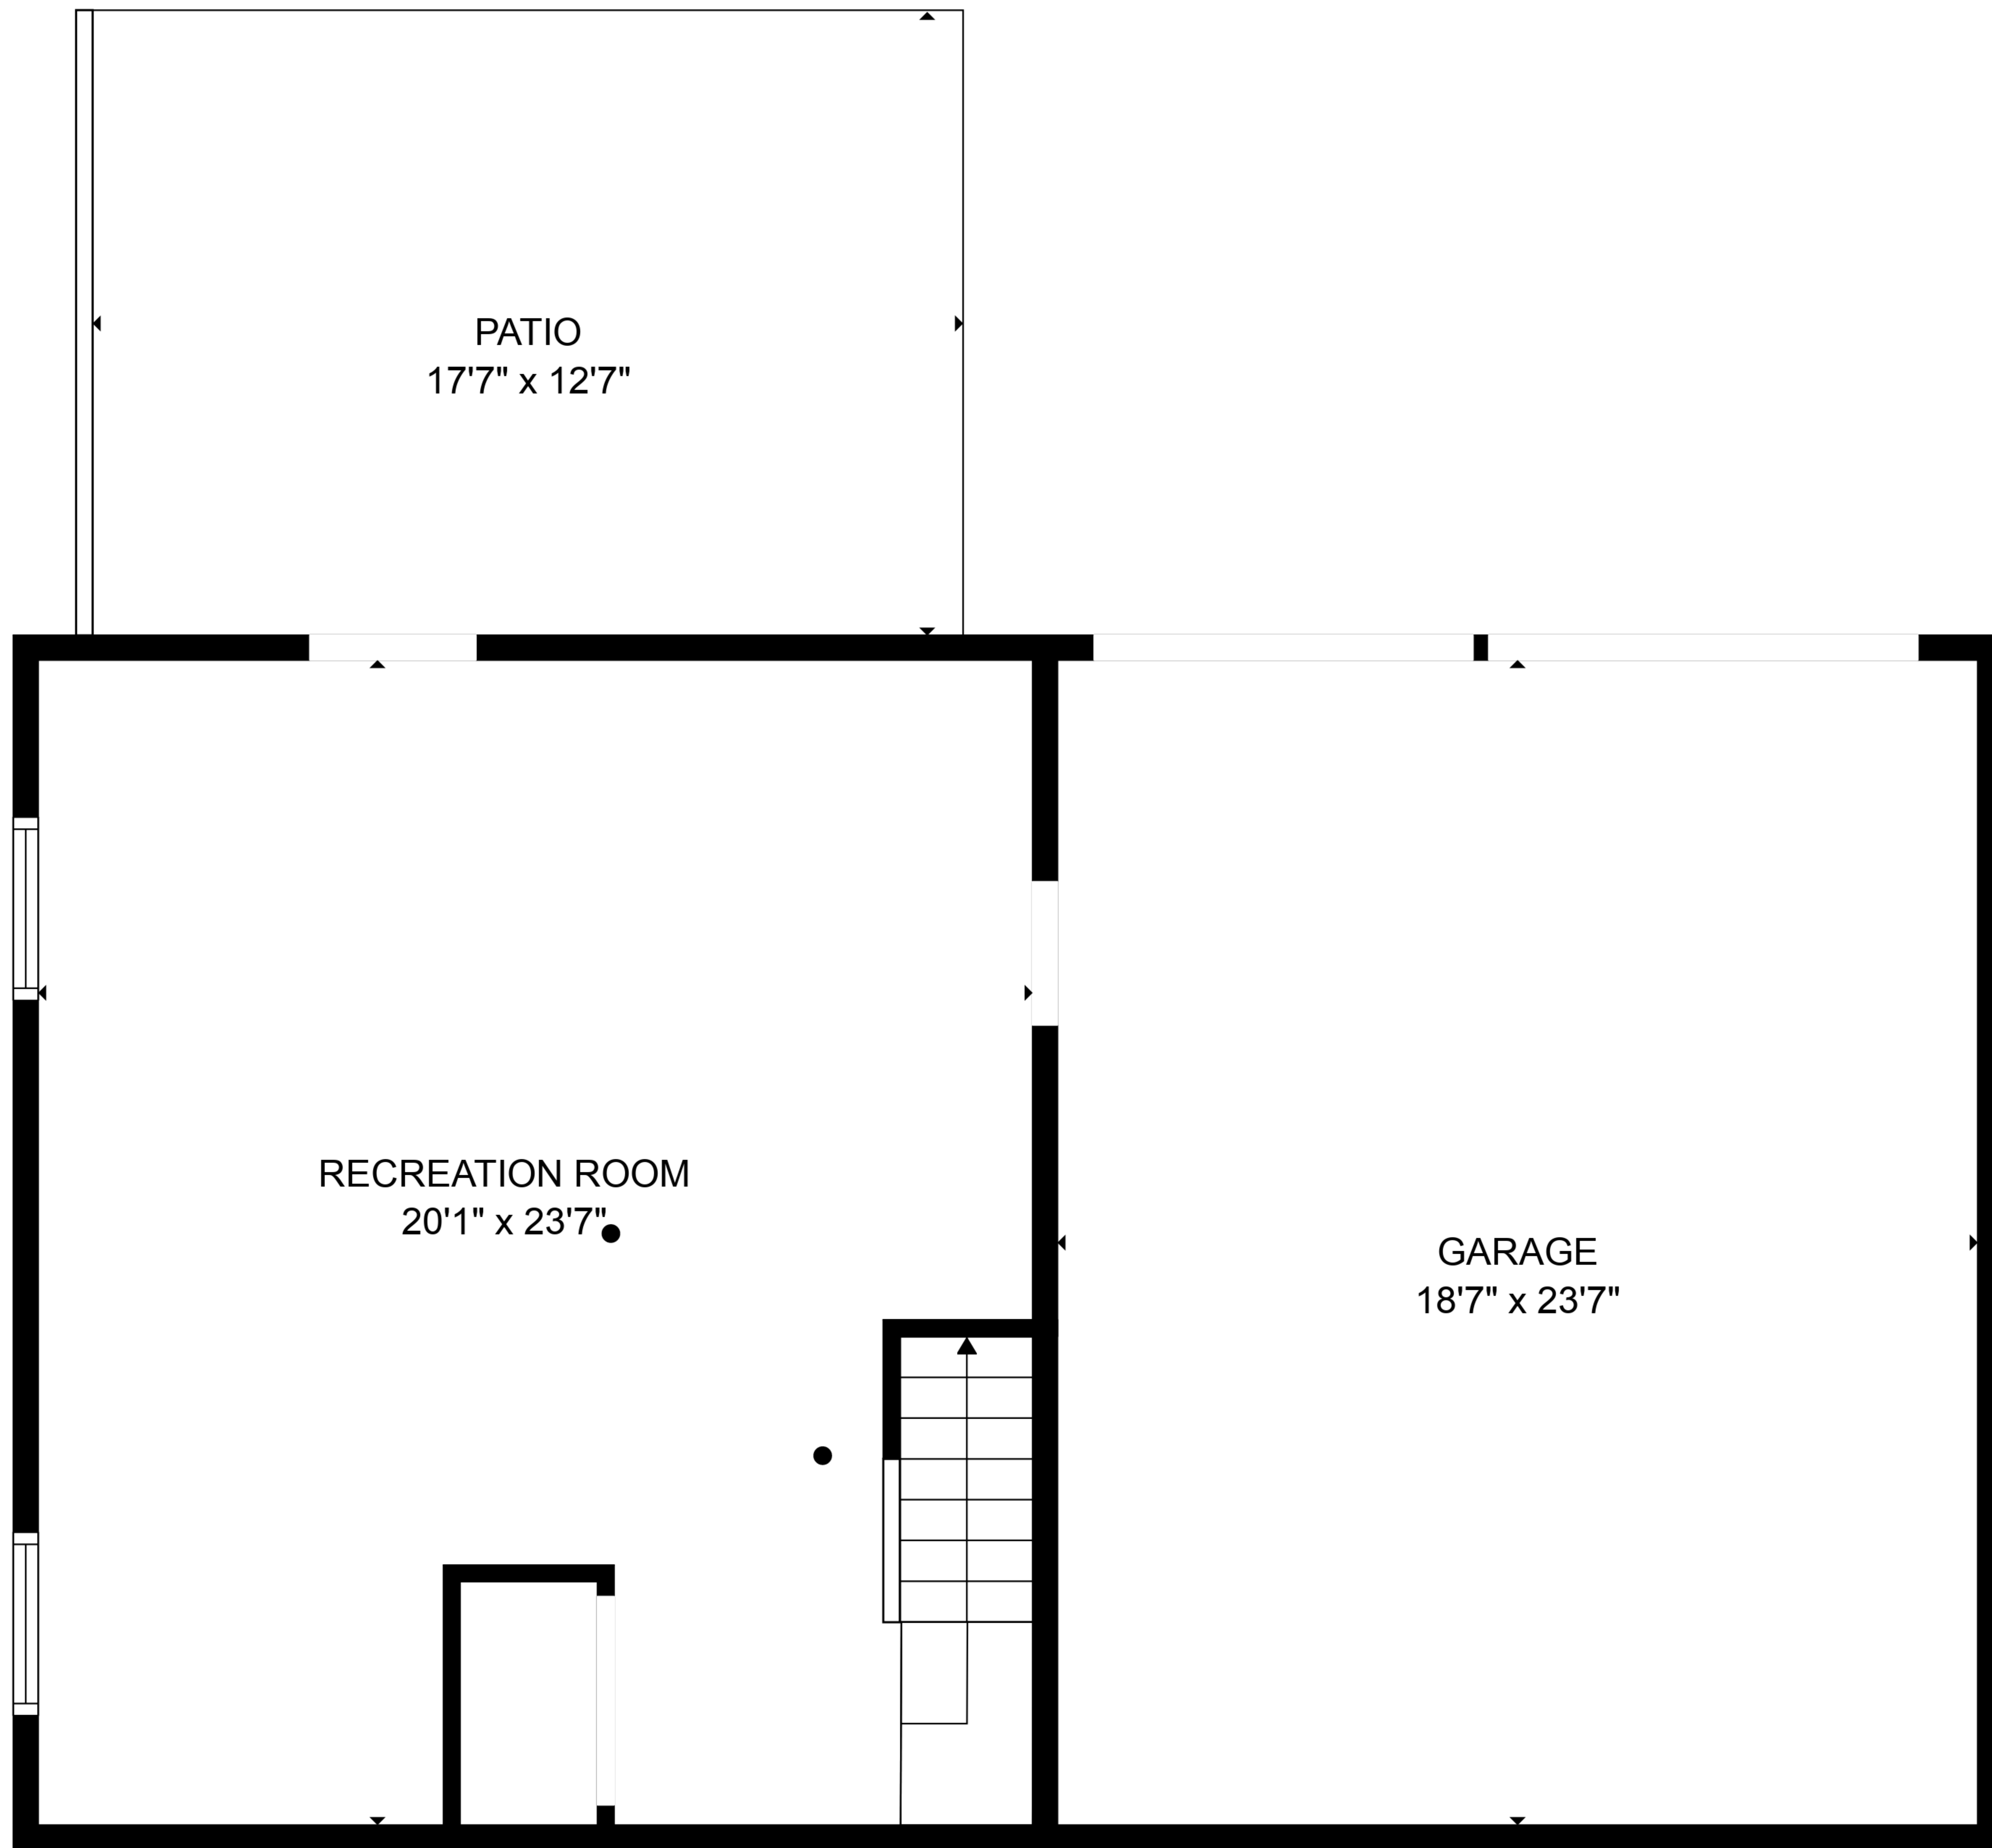 PATIO
17'7" x 12'7"
RECREATION ROOM
20'1" x 23'7"
GARAGE
18'7" x 23'7"